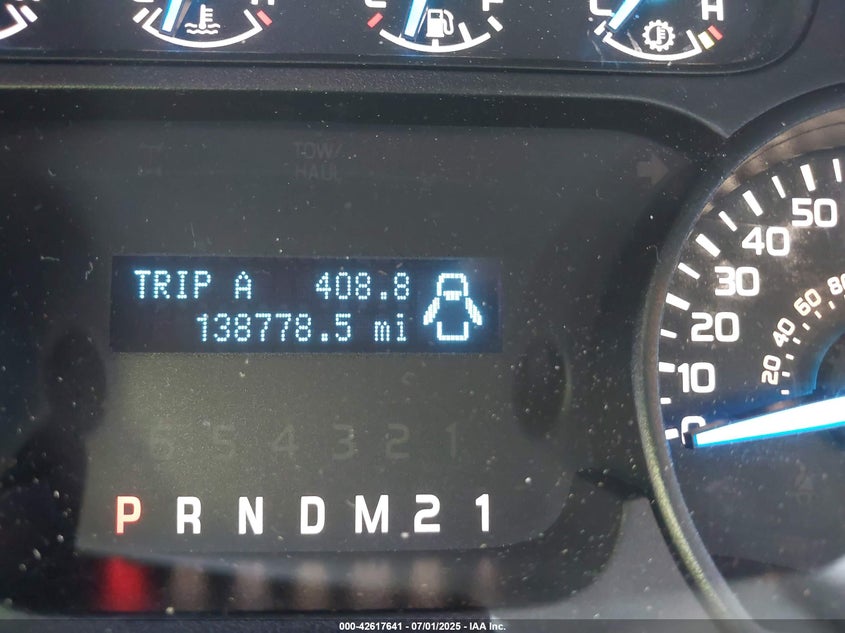 H
E F
C H
TOW/
HAUL
TRIP A 408.8
138778.5 mi
6 5 4 3 2 1
P R N D M 2 1
50
40
30
20
10
0
80
60
40
20
000-42617641 / 07/01/2025 - IAA Inc.